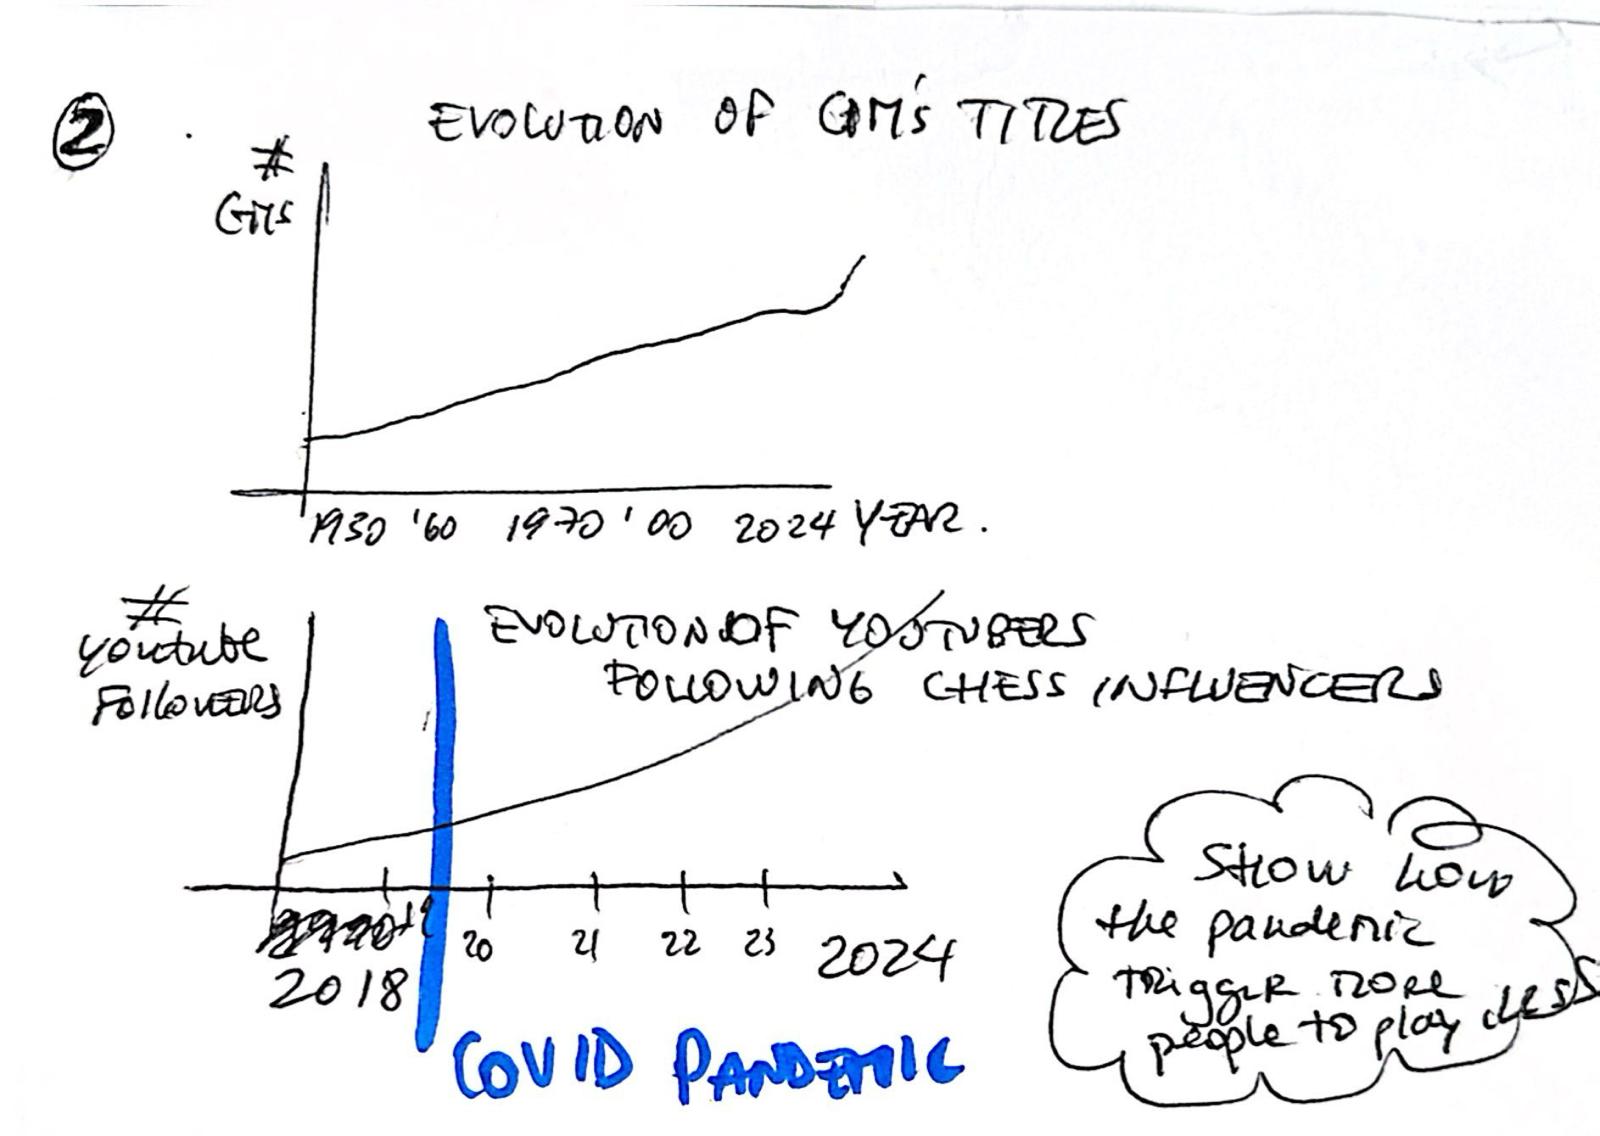 2
EVOLUTION OF GM's TITLES
#
GMs
1950 '60 1970 '00 2024 YEAR.
#
youtube
Followers
EVOLUTION OF YOUTUBERS
FOLLOWING CHESS INFLUENCERS
19 20 21 22 23 2024
2018
COVID PANDEMIC
Show how
the pandemic
TRIGGER MORE
people to play chess